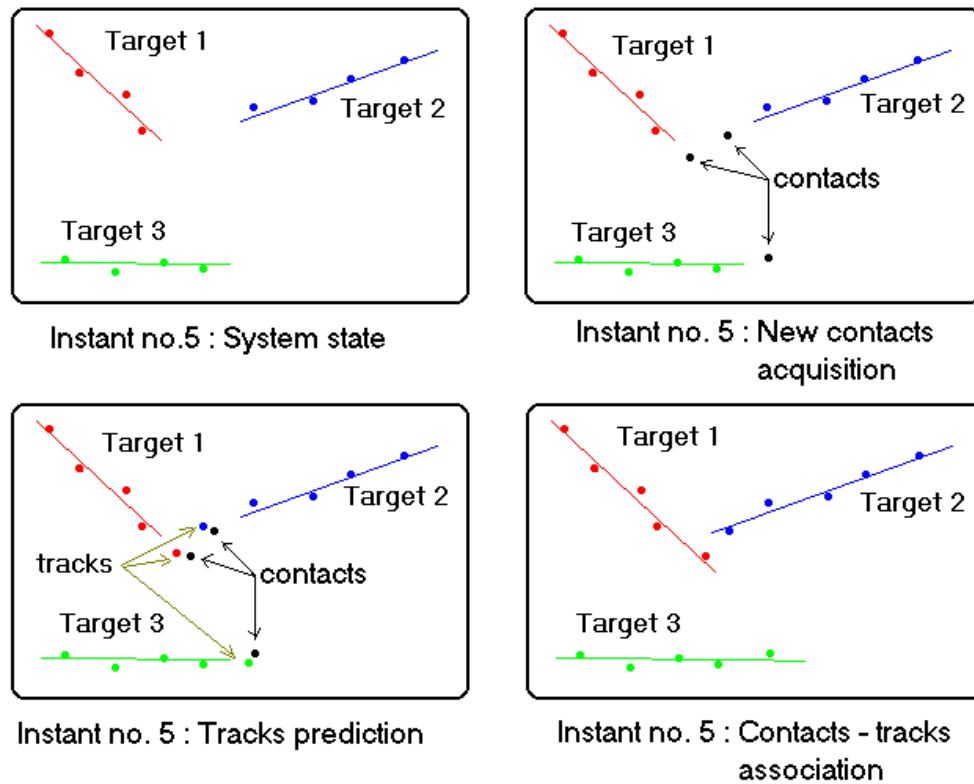 Target 1
Target 2
Target 3
Instant no.5 : System state
Target 1
Target 2
contacts
Target 3
Instant no. 5 : New contacts
acquisition
Target 1
Target 2
tracks
contacts
Target 3
Instant no. 5 : Tracks prediction
Target 1
Target 2
Target 3
Instant no. 5 : Contacts - tracks
association